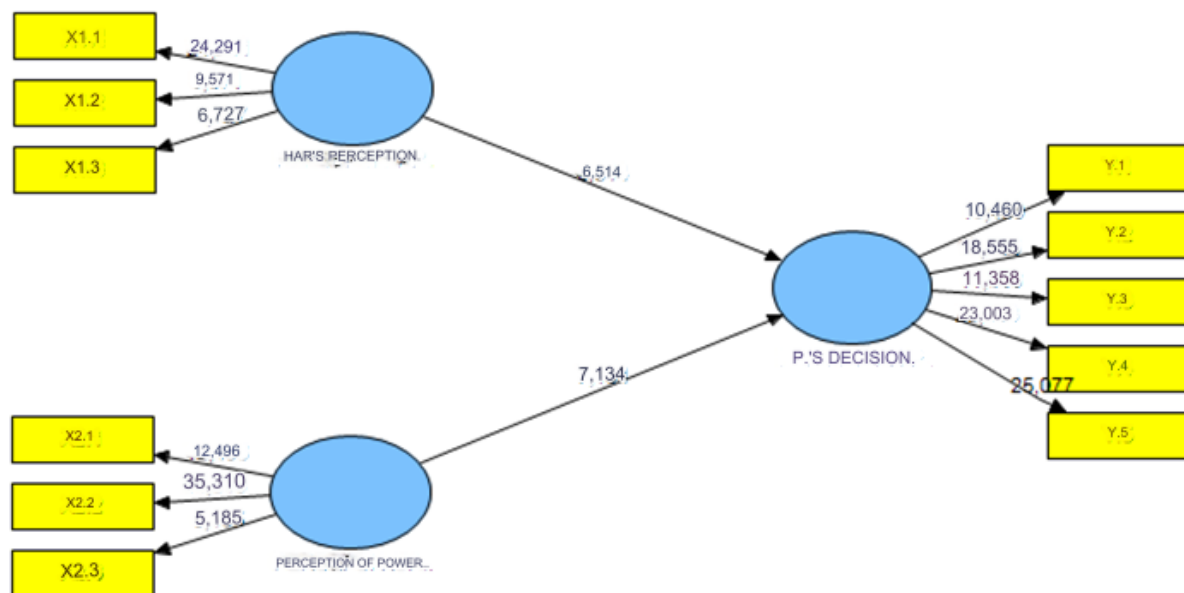 X1.1
24,291
X1.2
9,571
X1.3
6,727
HAR'S PERCEPTION.
6,514
Y.1
10,460
Y.2
18,555
Y.3
11,358
Y.4
23,003
Y.5
25,077
P.'S DECISION.
7,134
X2.1
12,496
X2.2
35,310
X2.3
5,185
PERCEPTION OF POWER..